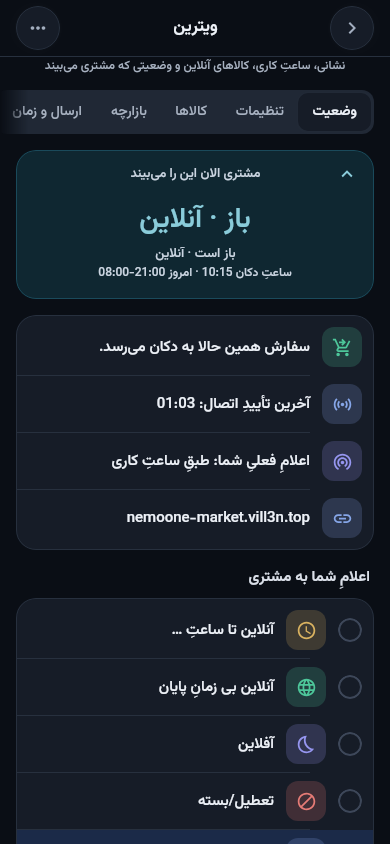 ویترین
نشانی، ساعتِ کاری، کالاهای آنلاین و وضعیتی که مشتری می‌بیند
وضعیت
تنظیمات
کالاها
بازارچه
ارسال و زمان
مشتری الان این را می‌بیند
باز · آنلاین
باز است · آنلاین
ساعتِ دکان 10:15 · امروز 21:00–08:00
سفارش همین حالا به دکان می‌رسد.
آخرین تأییدِ اتصال: 01:03
اعلامِ فعلیِ شما: طبقِ ساعتِ کاری
nemoone-market.vill3n.top
اعلامِ شما به مشتری
آنلاین تا ساعتِ …
آنلاین بی زمانِ پایان
آفلاین
تعطیل/بسته